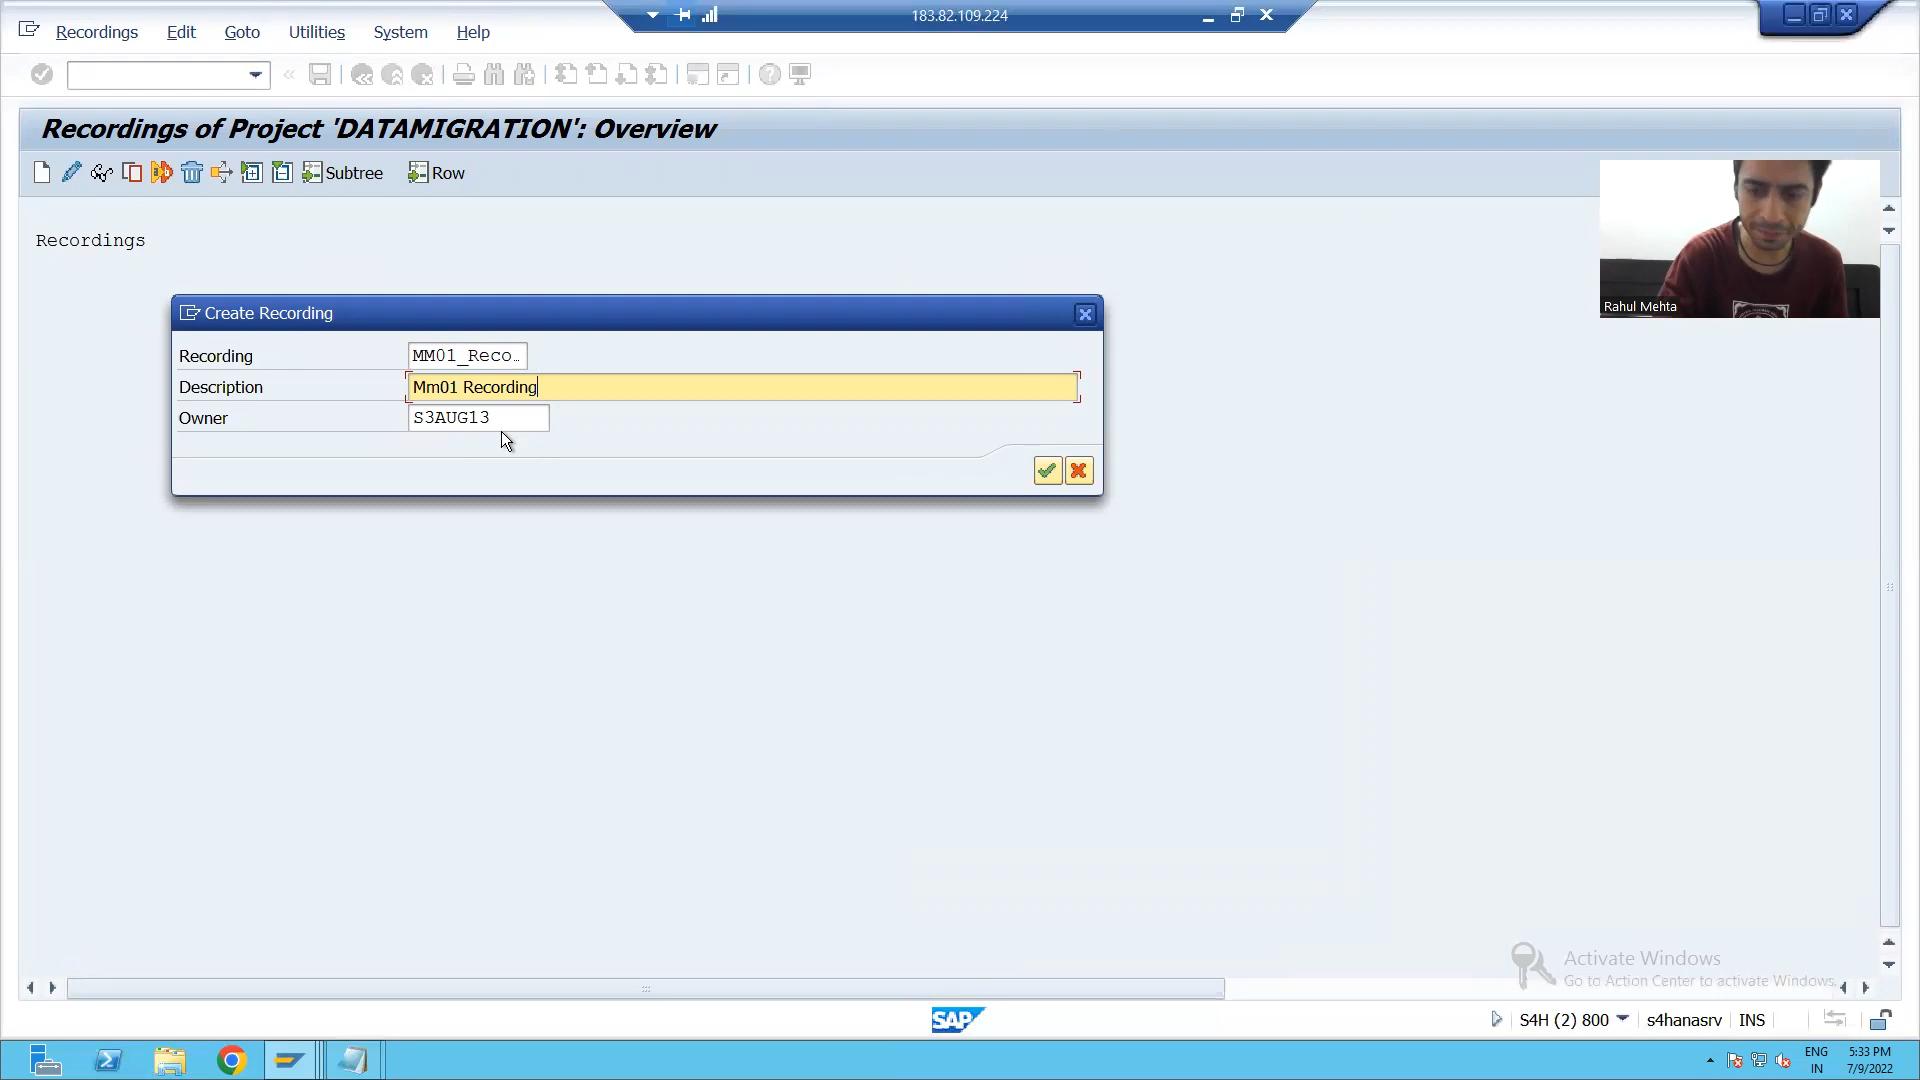 183.82.109.224
Recordings Edit Goto Utilities System Help
Recordings of Project 'DATAMIGRATION': Overview
Subtree Row
Recordings
Rahul Mehta
Create Recording
Recording MM01_Reco..
Description Mm01 Recording
Owner S3AUG13
Activate Windows
Go to Action Center to activate Windows.
SAP
S4H (2) 800 s4hanasrv INS
ENG 5:33 PM
IN 7/9/2022